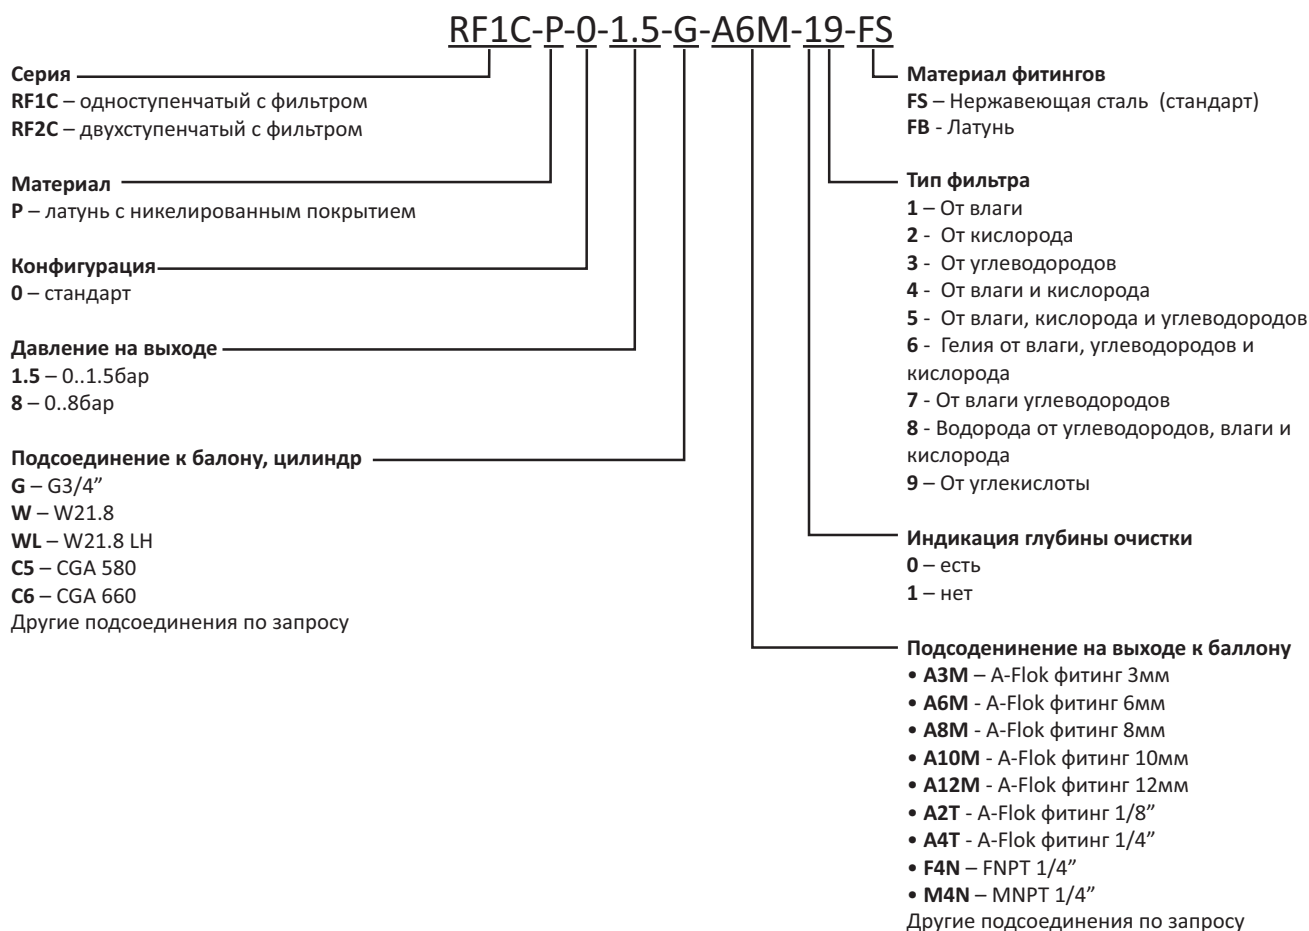 RF1C-P-0-1.5-G-A6M-19-FS
Серия
RF1C – одноступенчатый с фильтром
RF2C – двухступенчатый с фильтром
Материал
P – латунь с никелированным покрытием
Конфигурация
0 – стандарт
Давление на выходе
1.5 – 0..1.5бар
8 – 0..8бар
Подсоединение к балону, цилиндр
G – G3/4”
W – W21.8
WL – W21.8 LH
C5 – CGA 580
C6 – CGA 660
Другие подсоединения по запросу
Материал фитингов
FS – Нержавеющая сталь (стандарт)
FB - Латунь
Тип фильтра
1 – От влаги
2 - От кислорода
3 - От углеводородов
4 - От влаги и кислорода
5 - От влаги, кислорода и углеводородов
6 - Гелия от влаги, углеводородов и
кислорода
7 - От влаги углеводородов
8 - Водорода от углеводородов, влаги и
кислорода
9 – От углекислоты
Индикация глубины очистки
0 – есть
1 – нет
Подсоденинение на выходе к баллону
• A3M – A-Flok фитинг 3мм
• A6M - A-Flok фитинг 6мм
• A8M - A-Flok фитинг 8мм
• A10M - A-Flok фитинг 10мм
• A12M - A-Flok фитинг 12мм
• A2T - A-Flok фитинг 1/8”
• A4T - A-Flok фитинг 1/4”
• F4N – FNPT 1/4”
• M4N – MNPT 1/4”
Другие подсоединения по запросу